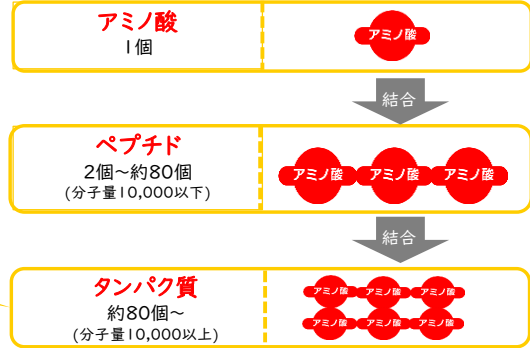 アミノ酸
1個
アミノ酸
結合
ペプチド
2個～約80個
(分子量10,000以下)
アミノ酸 アミノ酸 アミノ酸
結合
タンパク質
約80個～
(分子量10,000以上)
アミノ酸 アミノ酸 アミノ酸
アミノ酸 アミノ酸 アミノ酸